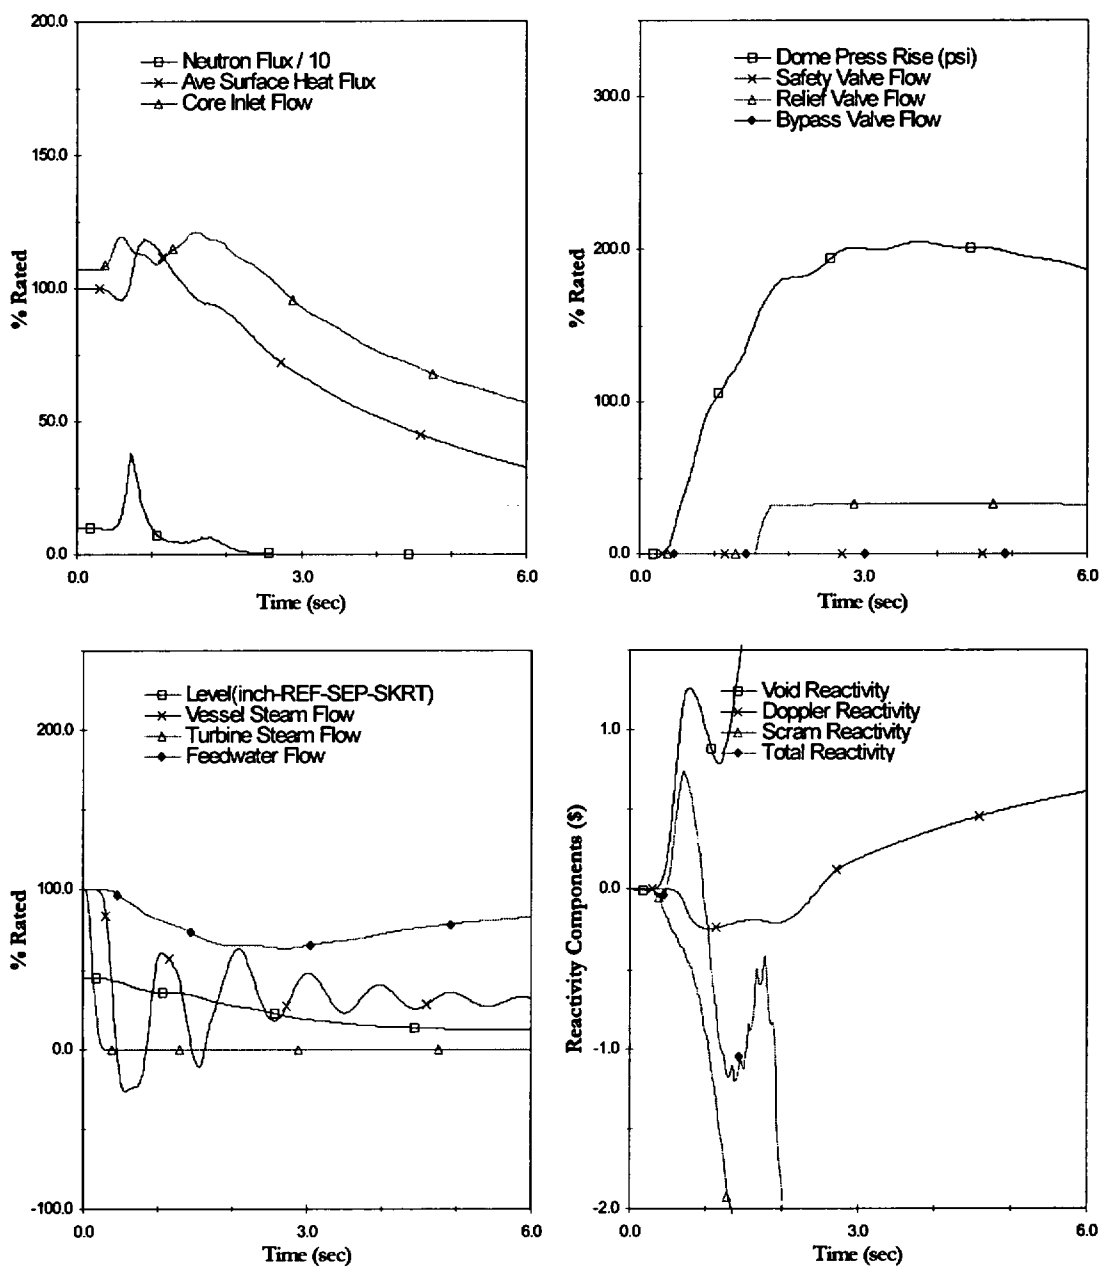 200.0
Neutron Flux / 10
Ave Surface Heat Flux
Core Inlet Flow
150.0
% Rated
100.0
50.0
0.0
0.0
3.0
6.0
Time (sec)
Dome Press Rise (psi)
Safety Valve Flow
Relief Valve Flow
Bypass Valve Flow
300.0
% Rated
200.0
100.0
0.0
0.0
3.0
6.0
Time (sec)
Level(inch-REF-SEP-SKRT)
Vessel Steam Flow
Turbine Steam Flow
Feedwater Flow
200.0
% Rated
100.0
0.0
-100.0
0.0
3.0
6.0
Time (sec)
Void Reactivity
Doppler Reactivity
Scram Reactivity
Total Reactivity
Reactivity Components ($)
1.0
0.0
-1.0
-2.0
0.0
3.0
6.0
Time (sec)